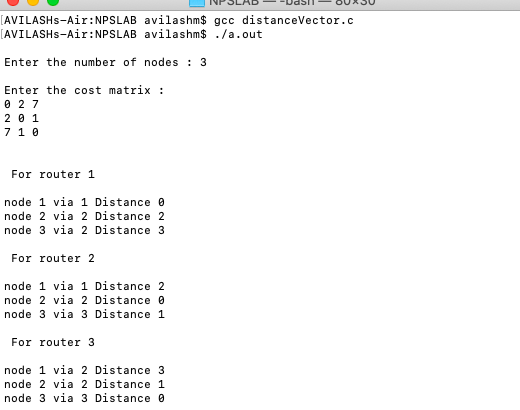 NPSLAB — -bash — 80×30
[AVILASHs-Air:NPSLAB avilashm$ gcc distanceVector.c
[AVILASHs-Air:NPSLAB avilashm$ ./a.out
Enter the number of nodes : 3
Enter the cost matrix :
0 2 7
2 0 1
7 1 0
For router 1
node 1 via 1 Distance 0
node 2 via 2 Distance 2
node 3 via 2 Distance 3
For router 2
node 1 via 1 Distance 2
node 2 via 2 Distance 0
node 3 via 3 Distance 1
For router 3
node 1 via 2 Distance 3
node 2 via 2 Distance 1
node 3 via 3 Distance 0